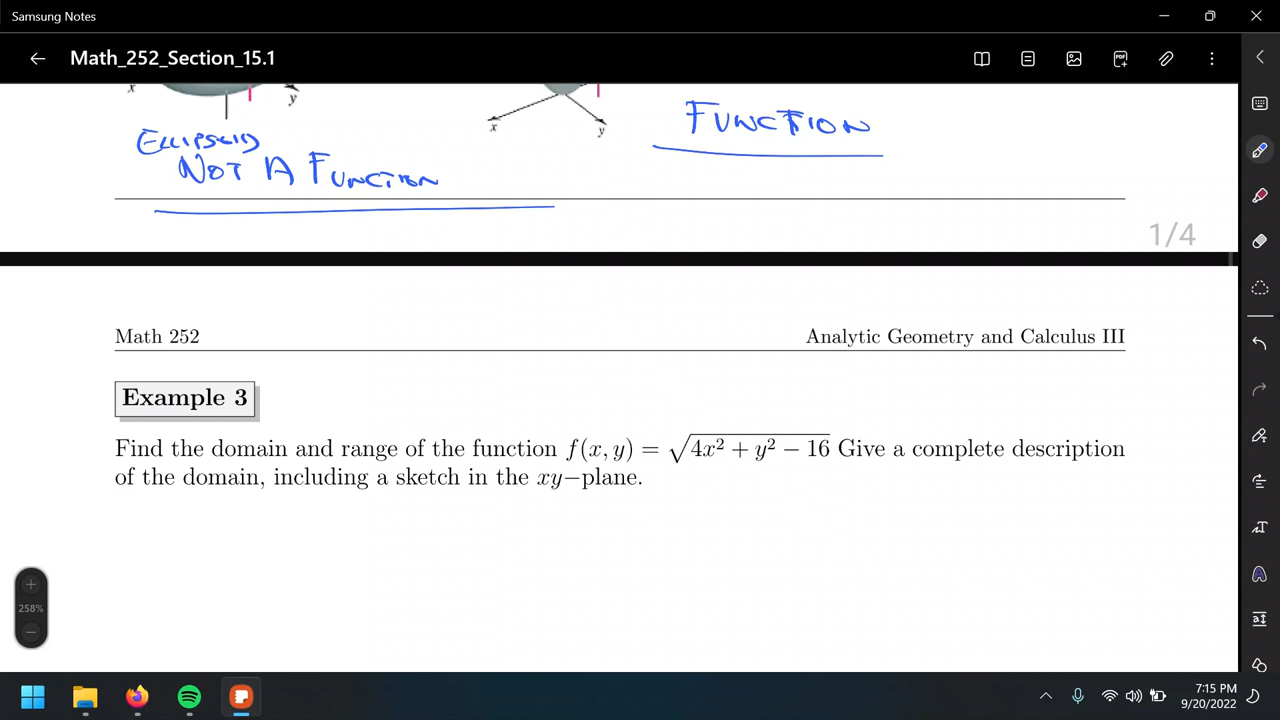 Samsung Notes
Math_252_Section_15.1
x
y
x
y
ELLIPSOID
NOT A FUNCTION
FUNCTION
1/4
Math 252
Analytic Geometry and Calculus III
Example 3
Find the domain and range of the function f(x, y) = √(4x² + y² − 16) Give a complete description
of the domain, including a sketch in the xy−plane.
258%
7:15 PM
9/20/2022